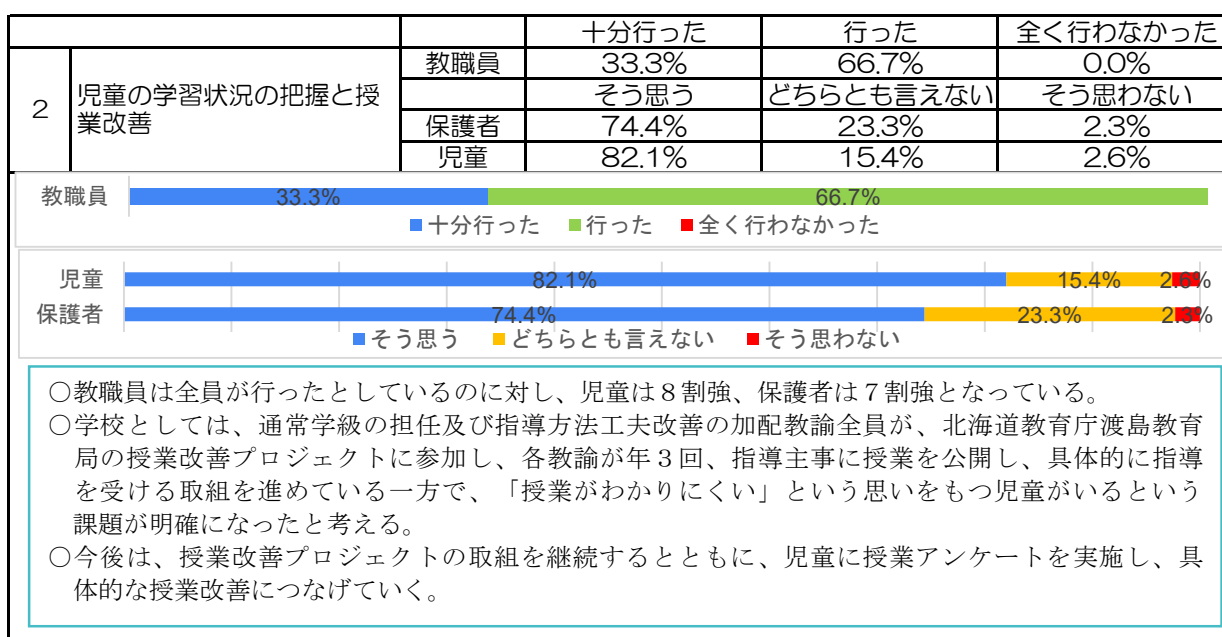 十分行った 行った 全く行わなかった
教職員 33.3% 66.7% 0.0%
2 児童の学習状況の把握と授業改善 そう思う どちらとも言えない そう思わない
保護者 74.4% 23.3% 2.3%
児童 82.1% 15.4% 2.6%
教職員 33.3% 66.7%
■十分行った ■行った ■全く行わなかった
児童 82.1% 15.4% 2.6%
保護者 74.4% 23.3% 2.3%
■そう思う ■どちらとも言えない ■そう思わない
○教職員は全員が行ったとしているのに対し、児童は8割強、保護者は7割強となっている。
○学校としては、通常学級の担任及び指導方法工夫改善の加配教諭全員が、北海道教育庁渡島教育
局の授業改善プロジェクトに参加し、各教諭が年3回、指導主事に授業を公開し、具体的に指導
を受ける取組を進めている一方で、「授業がわかりにくい」という思いをもつ児童がいるという
課題が明確になったと考える。
○今後は、授業改善プロジェクトの取組を継続するとともに、児童に授業アンケートを実施し、具
体的な授業改善につなげていく。